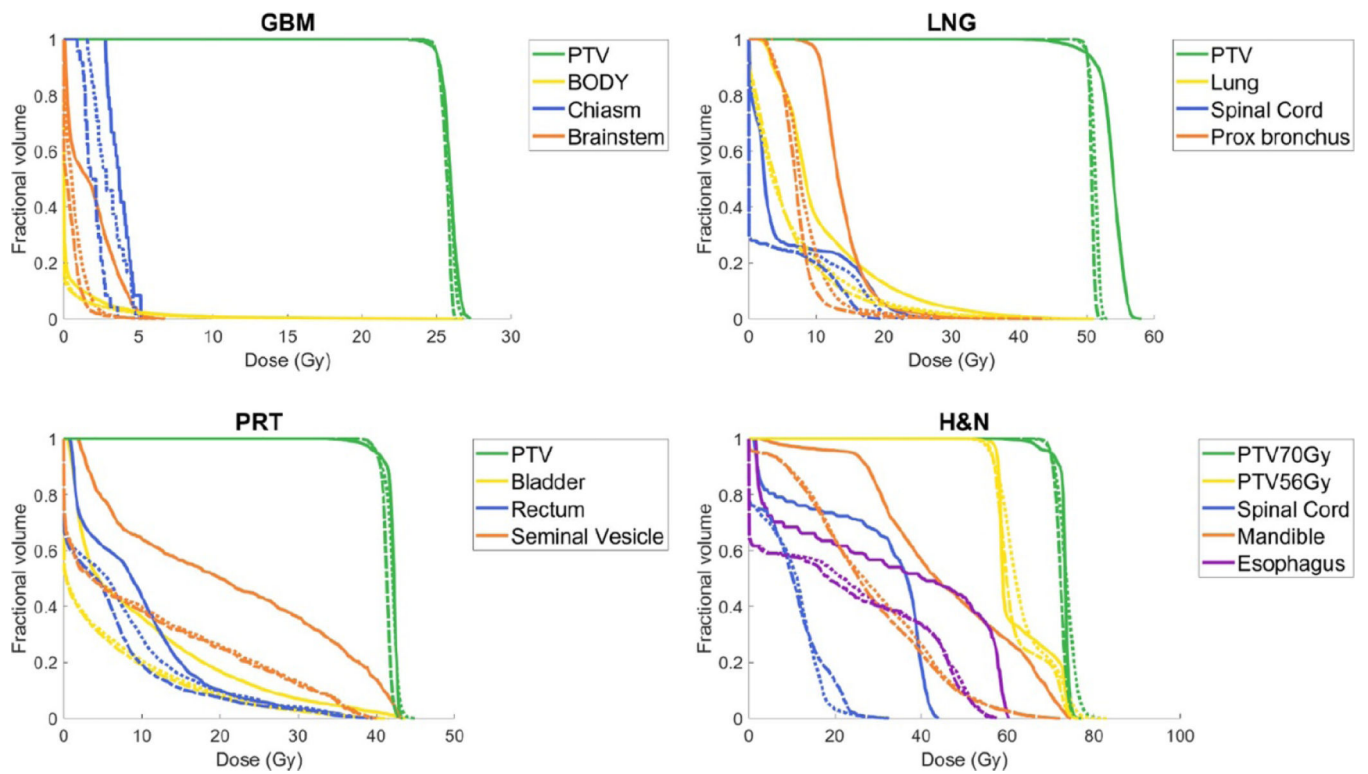 GBM
1
0.8
0.6
0.4
0.2
0
Fractional volume
0 5 10 15 20 25 30
Dose (Gy)
PTV
BODY
Chiasm
Brainstem
LNG
1
0.8
0.6
0.4
0.2
0
Fractional volume
0 10 20 30 40 50 60
Dose (Gy)
PTV
Lung
Spinal Cord
Prox bronchus
PRT
1
0.8
0.6
0.4
0.2
0
Fractional volume
0 10 20 30 40 50
Dose (Gy)
PTV
Bladder
Rectum
Seminal Vesicle
H&N
1
0.8
0.6
0.4
0.2
0
Fractional volume
0 20 40 60 80 100
Dose (Gy)
PTV70Gy
PTV56Gy
Spinal Cord
Mandible
Esophagus